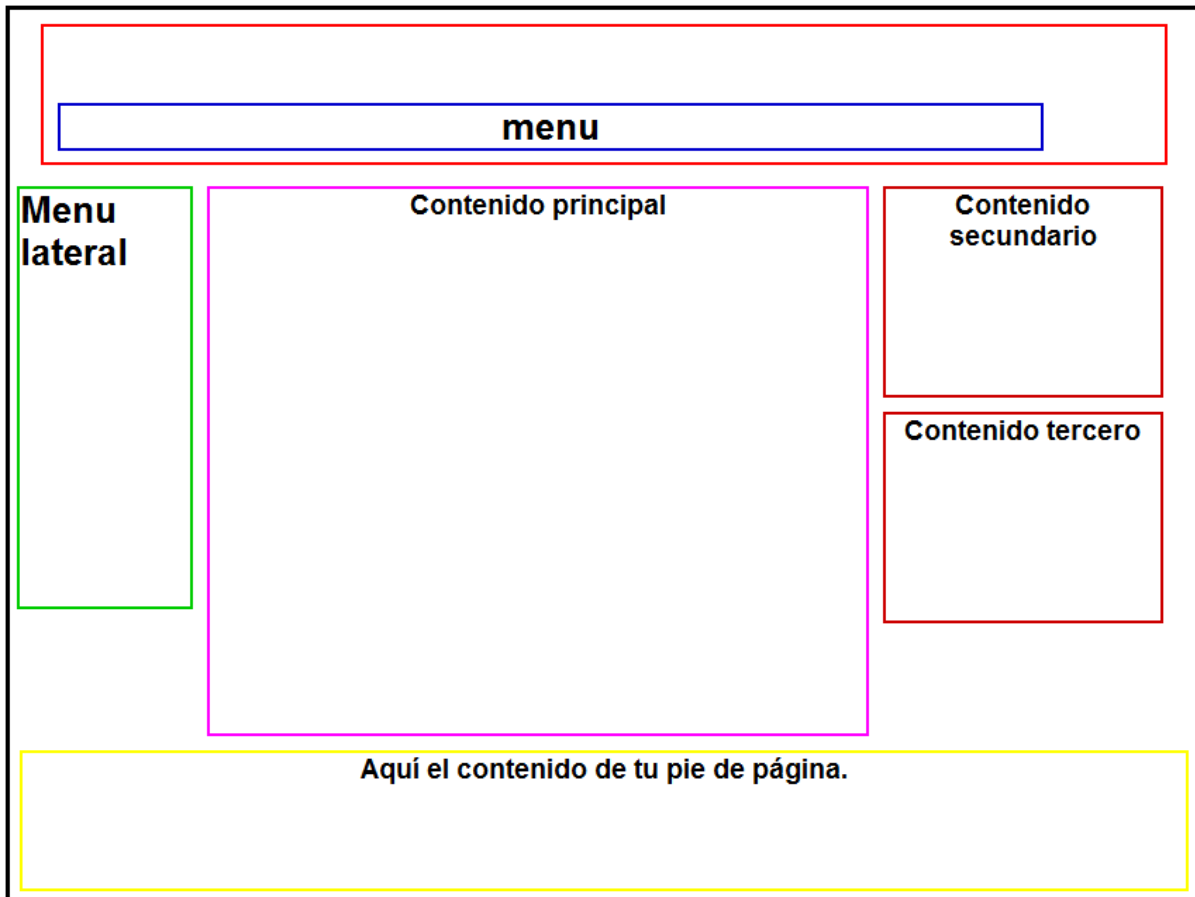 menu
Menu
lateral
Contenido principal
Contenido
secundario
Contenido tercero
Aquí el contenido de tu pie de página.